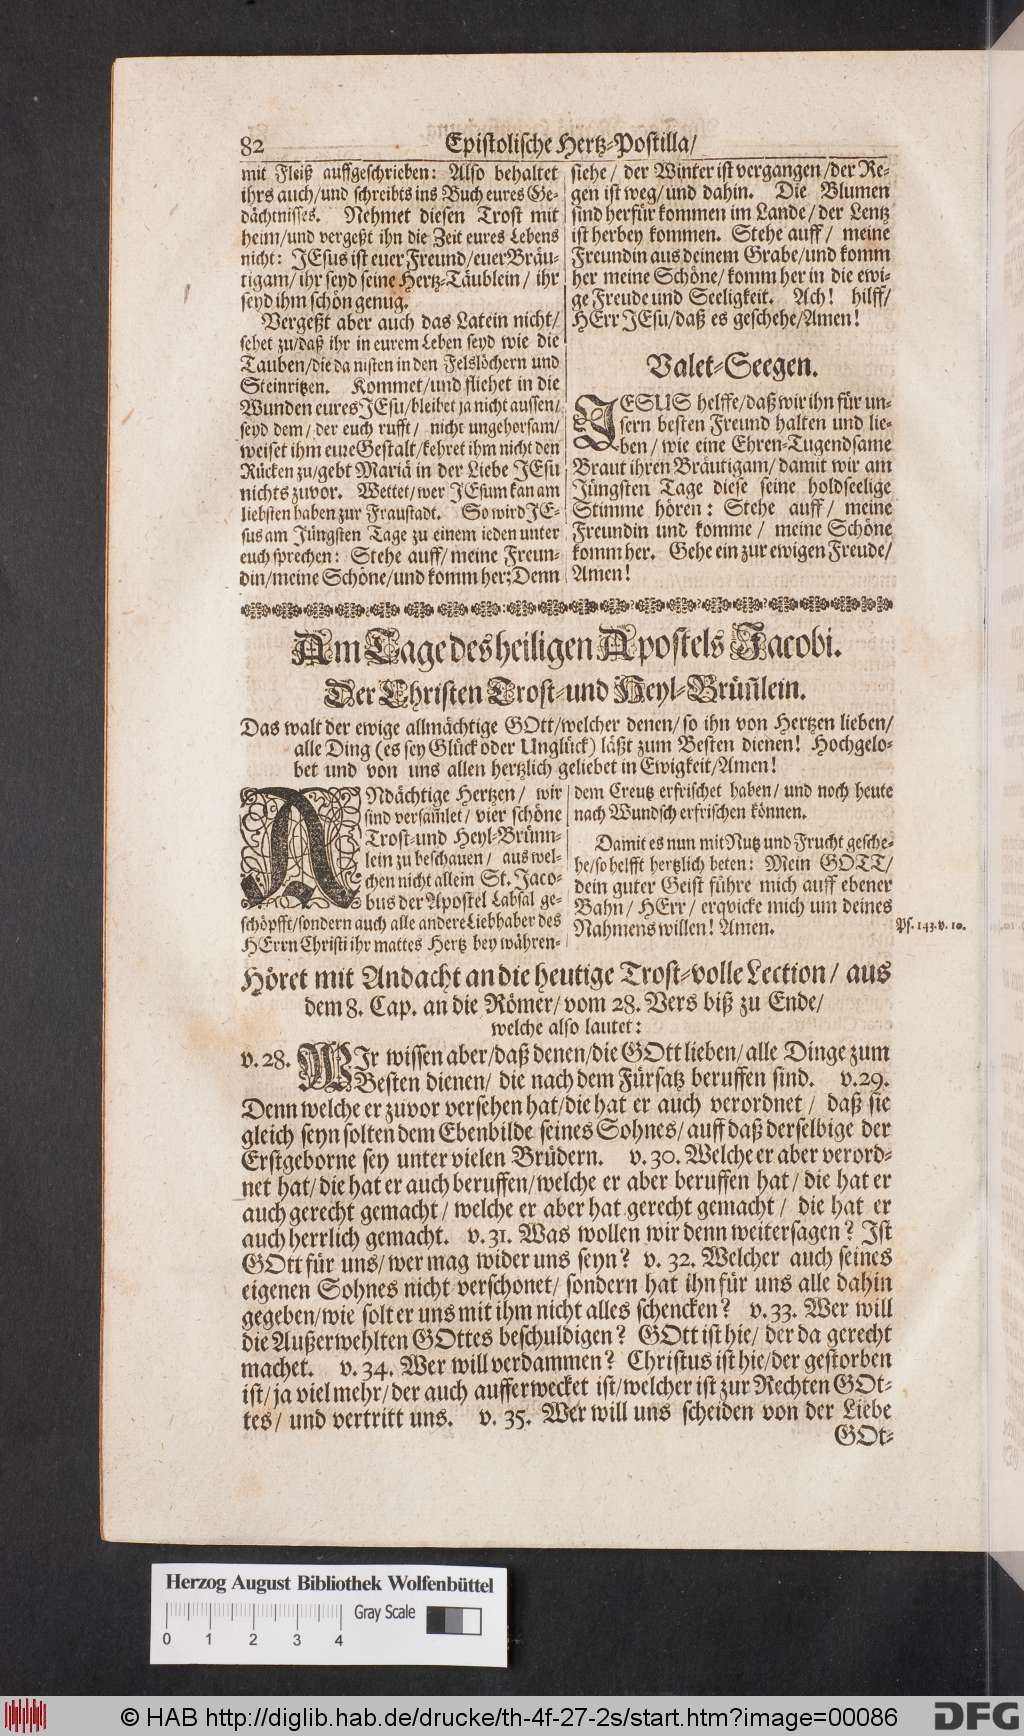 82 Epistolische Hertz-Postilla/
mit Fleiß auffgeschrieben: Also behaltet
ihrs auch/und schreibts ins Buch eures Ge-
dächtnisses. Nehmet diesen Trost mit
heim/und vergeßt ihn die Zeit eures Lebens
nicht: JEsus ist euer Freund/euer Bräu-
tigam/ihr seyd seine Hertz-Täublein/ ihr
seyd ihm schön genug.
Vergeßt aber auch das Latein nicht/
sehet zu/daß ihr in eurem Leben seyd wie die
Tauben/die da nisten in den Felslöchern und
Steinritzen. Kommet/und fliehet in die
Wunden eures JEsu/bleibet ja nicht aussen/
seyd dem/ der euch rufft/ nicht ungehorsam/
weiset ihm eure Gestalt/kehret ihm nicht den
Rücken zu/gebt Mariä in der Liebe JEsu
nichts zuvor. Wettet/wer JEsum kan am
liebsten haben zur Fraustadt. So wird JE-
sus am Jüngsten Tage zu einem ieden unter
euch sprechen: Stehe auff/meine Freun-
din/meine Schöne/und komm her; Denn
siehe/ der Winter ist vergangen/der Re-
gen ist weg/und dahin. Die Blumen
sind herfür kommen im Lande/der Lentz
ist herbey kommen. Stehe auff/ meine
Freundin aus deinem Grabe/und komm
her meine Schöne/komm her in die ewi-
ge Freude und Seeligkeit. Ach! hilff/
HErr JEsu/daß es geschehe/Amen!
Valet-Seegen.
JESUS helffe/daß wir ihn für un-
sern besten Freund halten und lie-
ben/ wie eine Ehren-Tugendsame
Braut ihren Bräutigam/damit wir am
Jüngsten Tage diese seine holdseelige
Stimme hören: Stehe auff/ meine
Freundin und komme/ meine Schöne
komm her. Gehe ein zur ewigen Freude/
Amen!
Am Tage des heiligen Apostels Jacobi.
Der Christen Trost-und Heyl-Brüñlein.
Das walt der ewige allmächtige GOtt/welcher denen/so ihn von Hertzen lieben/
alle Ding (es sey Glück oder Unglück) läßt zum Besten dienen! Hochgelo-
bet und von uns allen hertzlich geliebet in Ewigkeit/Amen!
ANdächtige Hertzen/ wir
sind versam̃let/ vier schöne
Trost-und Heyl-Brünn-
lein zu beschauen/ aus wel-
chen nicht allein St. Jaco-
bus der Apostel Labsal ge-
schöpfft/sondern auch alle andere Liebhaber des
HErrn Christi ihr mattes Hertz bey währen-
dem Creutz erfrischet haben/ und noch heute
nach Wundsch erfrischen können.
Damit es nun mit Nutz und Frucht gesche-
he/so helfft hertzlich beten: Mein GOTT/
dein guter Geist führe mich auff ebener
Bahn/ HErr/ erqvicke mich um deines
Nahmens willen! Amen.
Ps. 143. v. 10.
Höret mit Andacht an die heutige Trost-volle Lection/ aus
dem 8. Cap. an die Römer/vom 28. Vers biß zu Ende/
welche also lautet:
v. 28. WIr wissen aber/daß denen/die GOtt lieben/alle Dinge zum
Besten dienen/ die nach dem Fürsatz beruffen sind. v. 29.
Denn welche er zuvor versehen hat/die hat er auch verordnet/ daß sie
gleich seyn solten dem Ebenbilde seines Sohnes/auff daß derselbige der
Erstgeborne sey unter vielen Brüdern. v. 30. Welche er aber verord-
net hat/die hat er auch beruffen/welche er aber beruffen hat/ die hat er
auch gerecht gemacht/welche er aber hat gerecht gemacht/ die hat er
auch herrlich gemacht. v. 31. Was wollen wir denn weiter sagen? Ist
GOtt für uns/wer mag wider uns seyn? v. 32. Welcher auch seines
eigenen Sohnes nicht verschonet/ sondern hat ihn für uns alle dahin
gegeben/wie solt er uns mit ihm nicht alles schencken? v. 33. Wer will
die Außerwehlten GOttes beschuldigen? GOtt ist hie/ der da gerecht
machet. v. 34. Wer will verdammen? Christus ist hie/der gestorben
ist/ja vielmehr/der auch aufferwecket ist/welcher ist zur Rechten GOt-
tes/ und vertritt uns. v. 35. Wer will uns scheiden von der Liebe
GOt-
Herzog August Bibliothek Wolfenbüttel
Gray Scale
0 1 2 3 4
© HAB http://diglib.hab.de/drucke/th-4f-27-2s/start.htm?image=00086
DFG